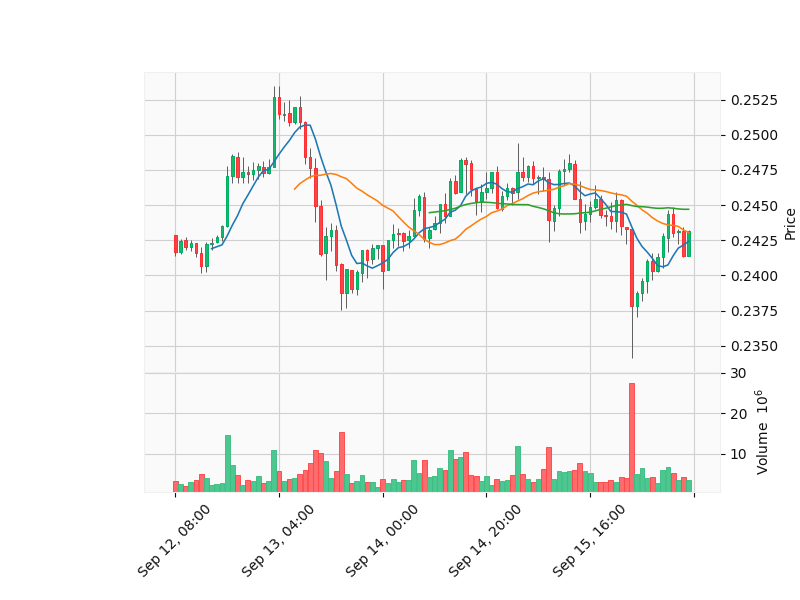 0.2525
0.2500
0.2475
0.2450
0.2425
0.2400
0.2375
0.2350
Price
30
20
10
Volume 10^6
Sep 12, 08:00
Sep 13, 04:00
Sep 14, 00:00
Sep 14, 20:00
Sep 15, 16:00